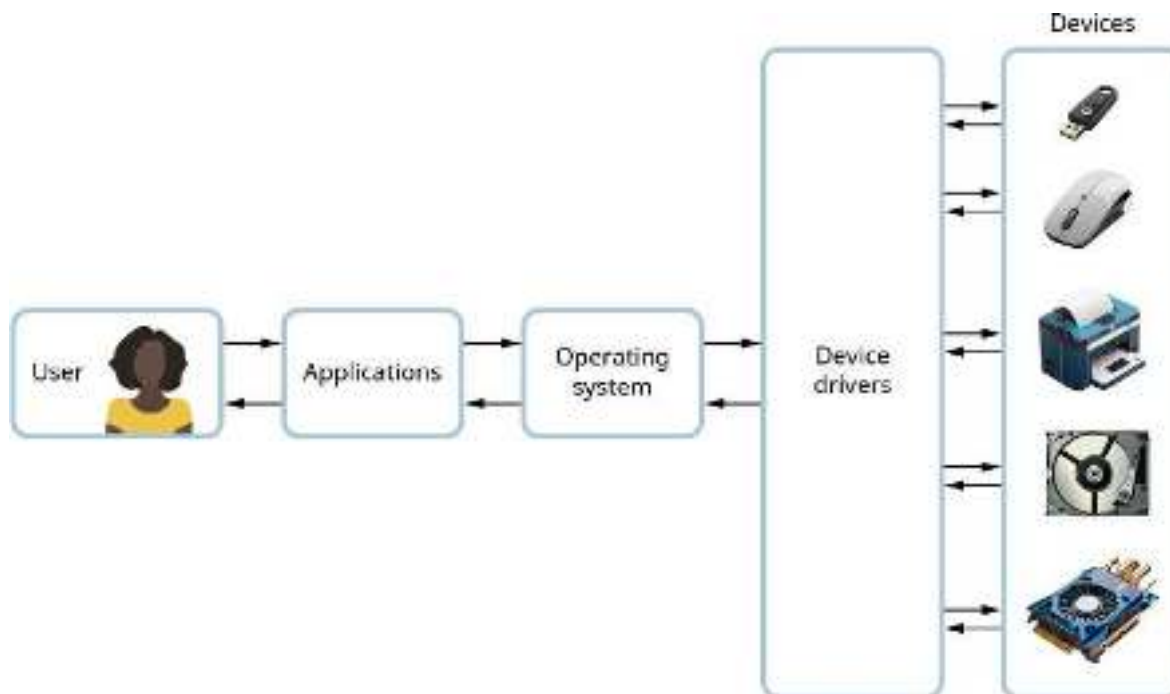 Devices
User
Applications
Operating
system
Device
drivers